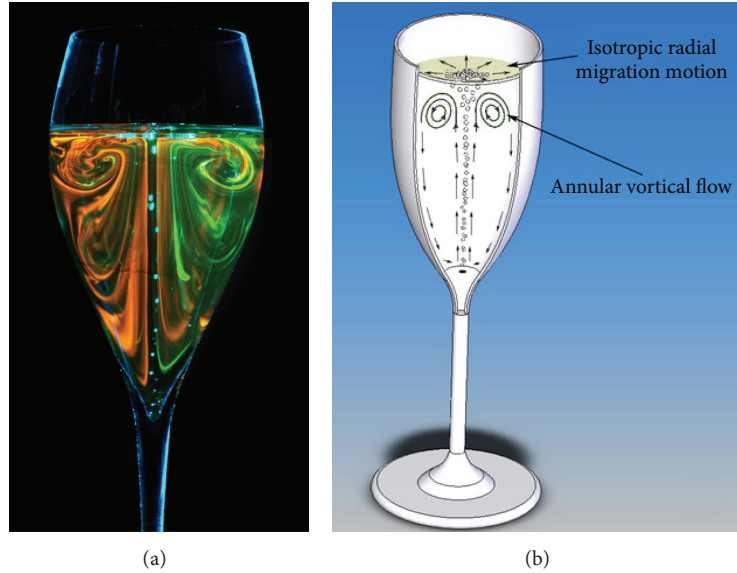 Isotropic radial
migration motion
Annular vortical flow
(a)
(b)